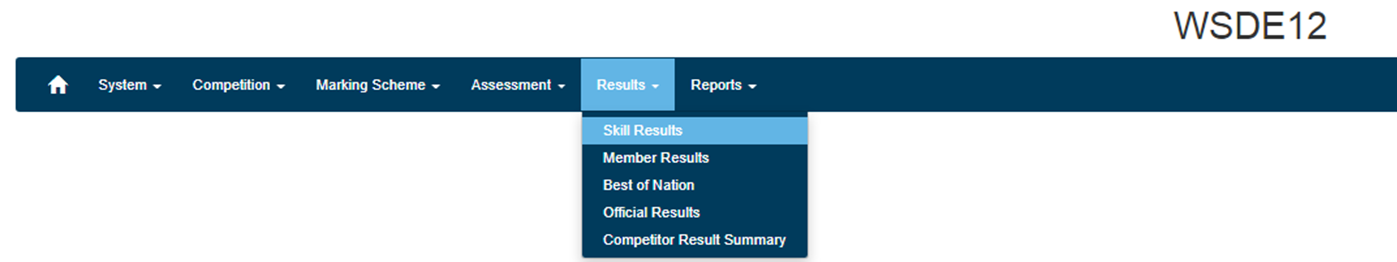 WSDE12
System Competition Marking Scheme Assessment Results Reports
Skill Results
Member Results
Best of Nation
Official Results
Competitor Result Summary